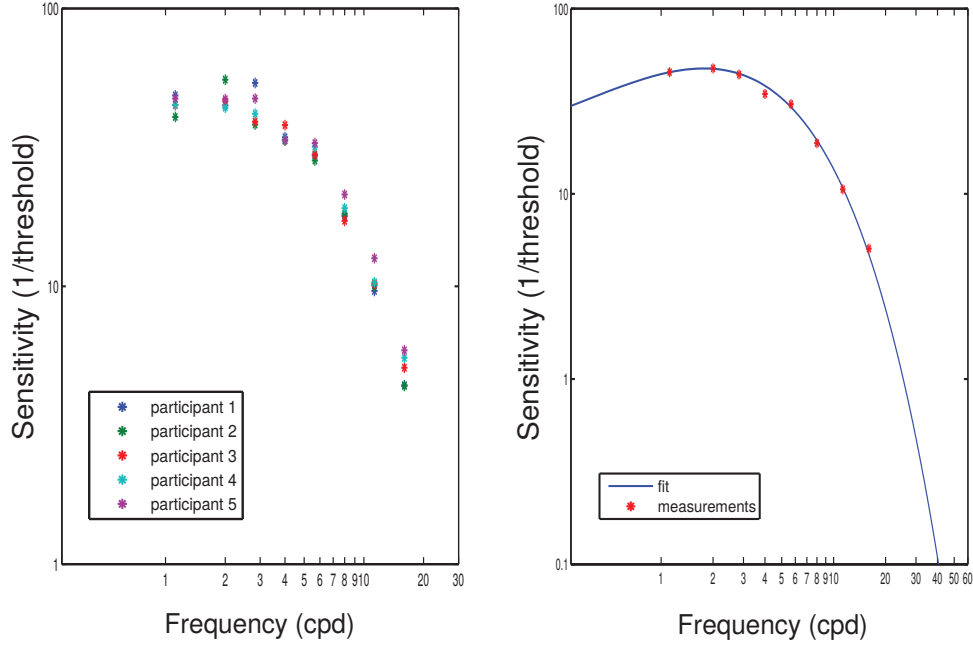 100
10
1
Sensitivity (1/threshold)
participant 1
participant 2
participant 3
participant 4
participant 5
1 2 3 4 5 6 7 8 9 10 20 30
Frequency (cpd)
100
10
1
0.1
Sensitivity (1/threshold)
fit
measurements
1 2 3 4 5 6 7 8 9 10 20 30 40 50 60
Frequency (cpd)